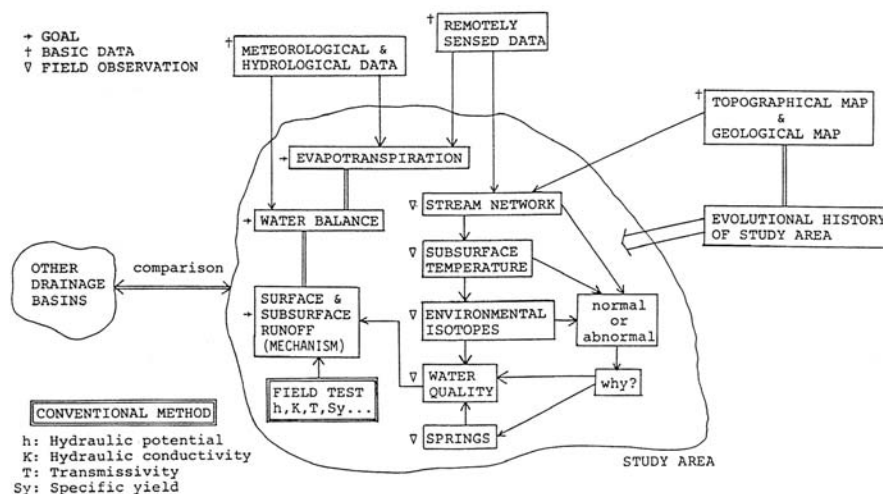 → GOAL
† BASIC DATA
∇ FIELD OBSERVATION
† METEOROLOGICAL &
HYDROLOGICAL DATA
† REMOTELY
SENSED DATA
† TOPOGRAPHICAL MAP
&
GEOLOGICAL MAP
→ EVAPOTRANSPIRATION
∇ STREAM NETWORK
→ WATER BALANCE
EVOLUTIONAL HISTORY
OF STUDY AREA
∇ SUBSURFACE
TEMPERATURE
OTHER
DRAINAGE
BASINS
comparison
→ SURFACE &
SUBSURFACE
RUNOFF
(MECHANISM)
∇ ENVIRONMENTAL
ISOTOPES
normal
or
abnormal
∇ WATER
QUALITY
why?
FIELD TEST
h,K,T,Sy...
∇ SPRINGS
STUDY AREA
CONVENTIONAL METHOD
h: Hydraulic potential
K: Hydraulic conductivity
T: Transmissivity
Sy: Specific yield